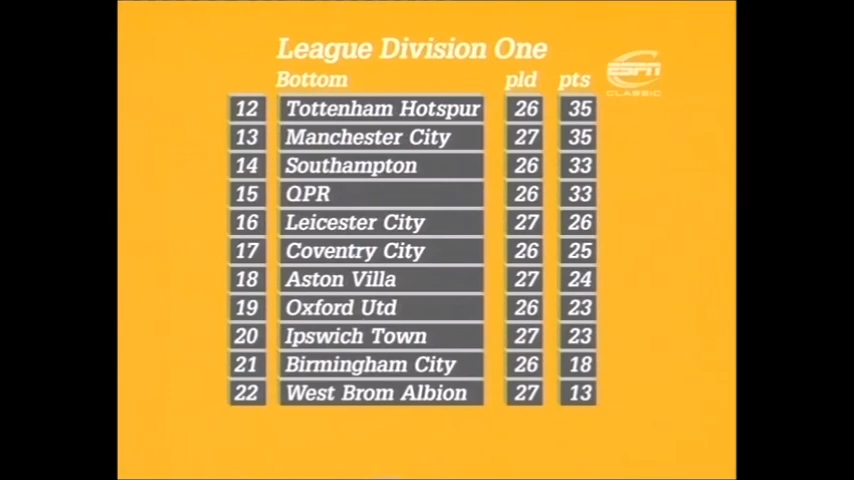 League Division One
Bottom pld pts
ESPN
CLASSIC
12 Tottenham Hotspur 26 35
13 Manchester City 27 35
14 Southampton 26 33
15 QPR 26 33
16 Leicester City 27 26
17 Coventry City 26 25
18 Aston Villa 27 24
19 Oxford Utd 26 23
20 Ipswich Town 27 23
21 Birmingham City 26 18
22 West Brom Albion 27 13